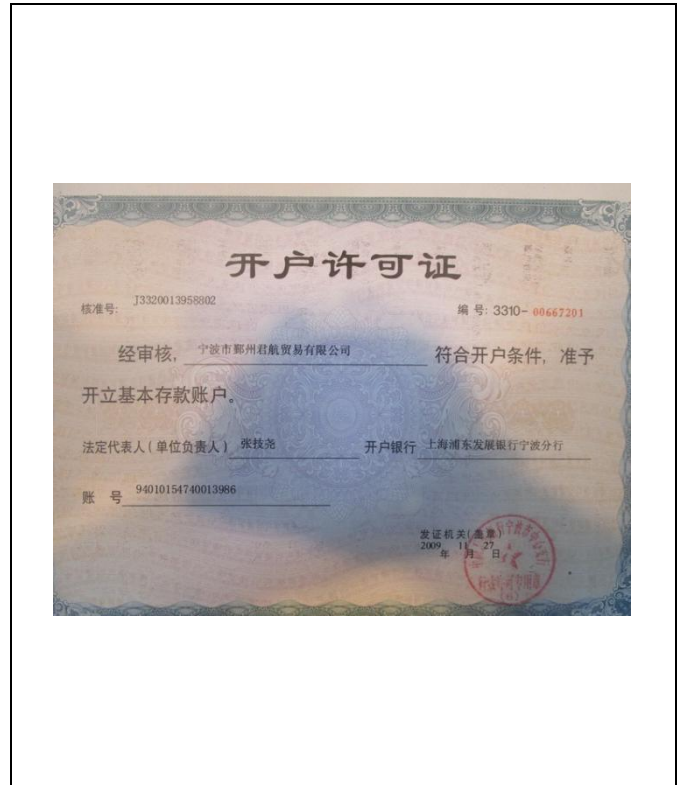 开户许可证
核准号: J3320013958802 编 号: 3310- 00667201
经审核, 宁波市鄞州君航贸易有限公司 符合开户条件, 准予
开立基本存款账户。
法定代表人(单位负责人) 张技尧 开户银行 上海浦东发展银行宁波分行
账 号 94010154740013986
发证机关(盖章)
2009 年 11 月 27 日